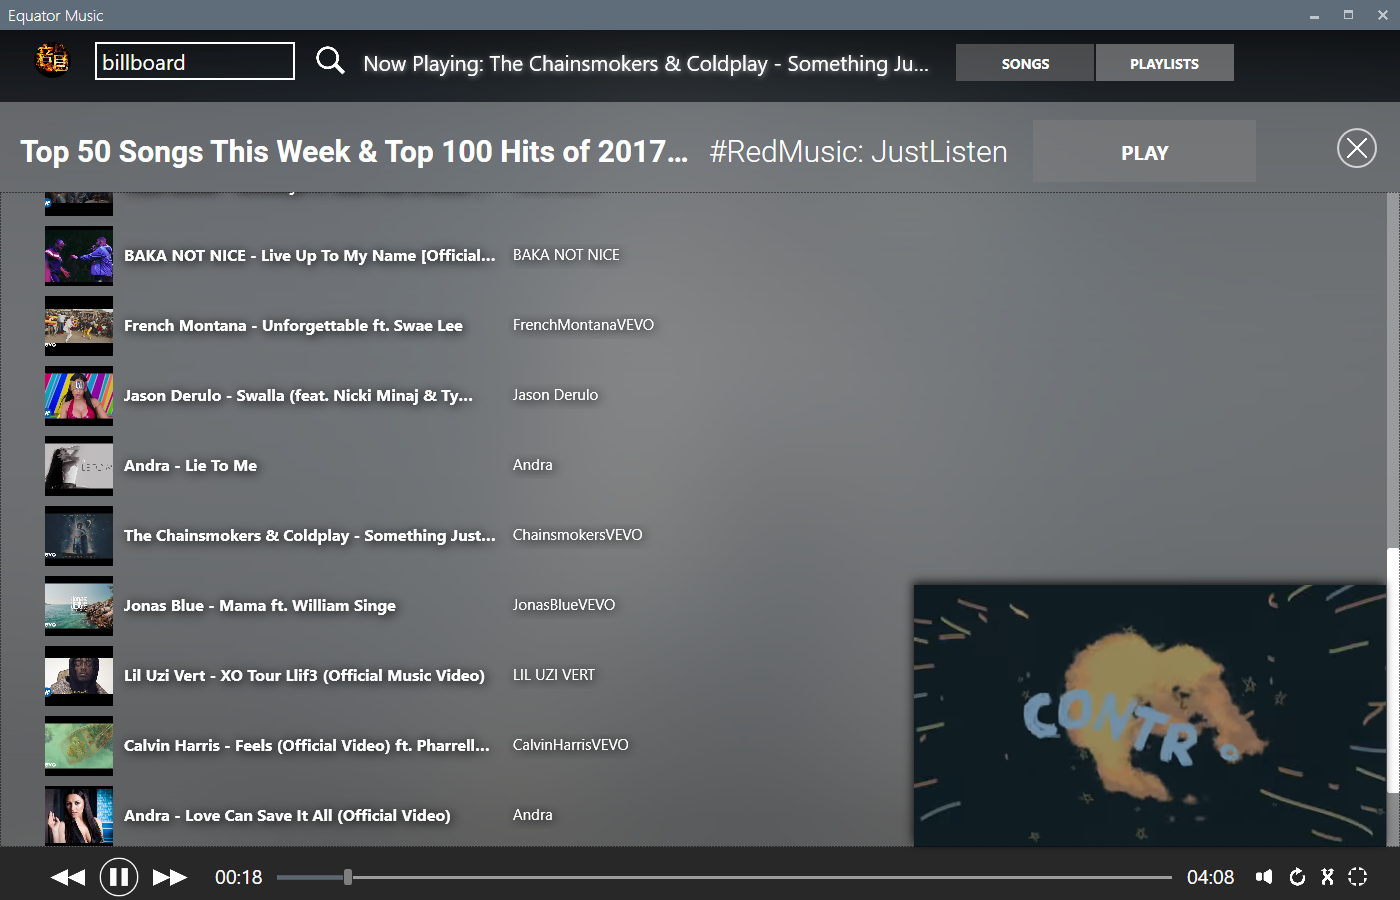 Equator Music
billboard
Now Playing: The Chainsmokers & Coldplay - Something Ju...
SONGS
PLAYLISTS
Top 50 Songs This Week & Top 100 Hits of 2017...
#RedMusic: JustListen
PLAY
BAKA NOT NICE - Live Up To My Name [Official...
BAKA NOT NICE
French Montana - Unforgettable ft. Swae Lee
FrenchMontanaVEVO
Jason Derulo - Swalla (feat. Nicki Minaj & Ty...
Jason Derulo
Andra - Lie To Me
Andra
The Chainsmokers & Coldplay - Something Just...
ChainsmokersVEVO
Jonas Blue - Mama ft. William Singe
JonasBlueVEVO
Lil Uzi Vert - XO Tour Llif3 (Official Music Video)
LIL UZI VERT
Calvin Harris - Feels (Official Video) ft. Pharrell...
CalvinHarrisVEVO
Andra - Love Can Save It All (Official Video)
Andra
CONTR
00:18
04:08